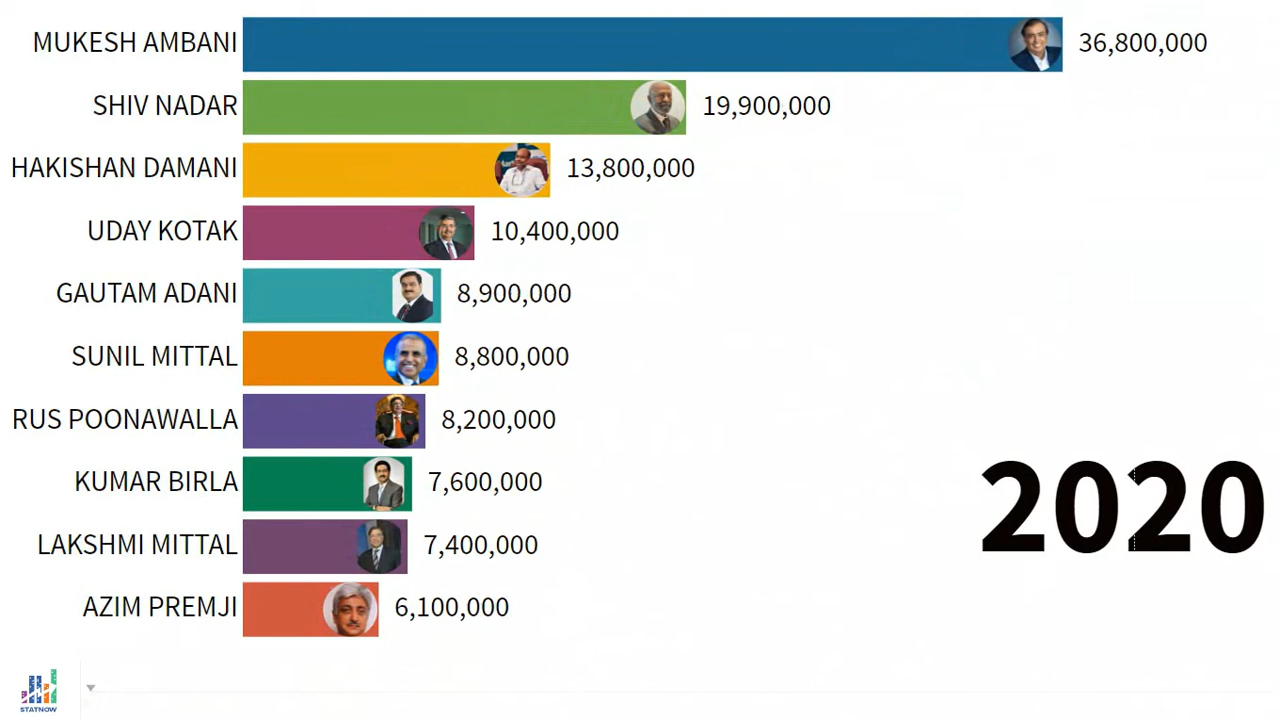 MUKESH AMBANI 36,800,000
SHIV NADAR 19,900,000
HAKISHAN DAMANI 13,800,000
UDAY KOTAK 10,400,000
GAUTAM ADANI 8,900,000
SUNIL MITTAL 8,800,000
RUS POONAWALLA 8,200,000
KUMAR BIRLA 7,600,000
LAKSHMI MITTAL 7,400,000
AZIM PREMJI 6,100,000
2020
STATNOW